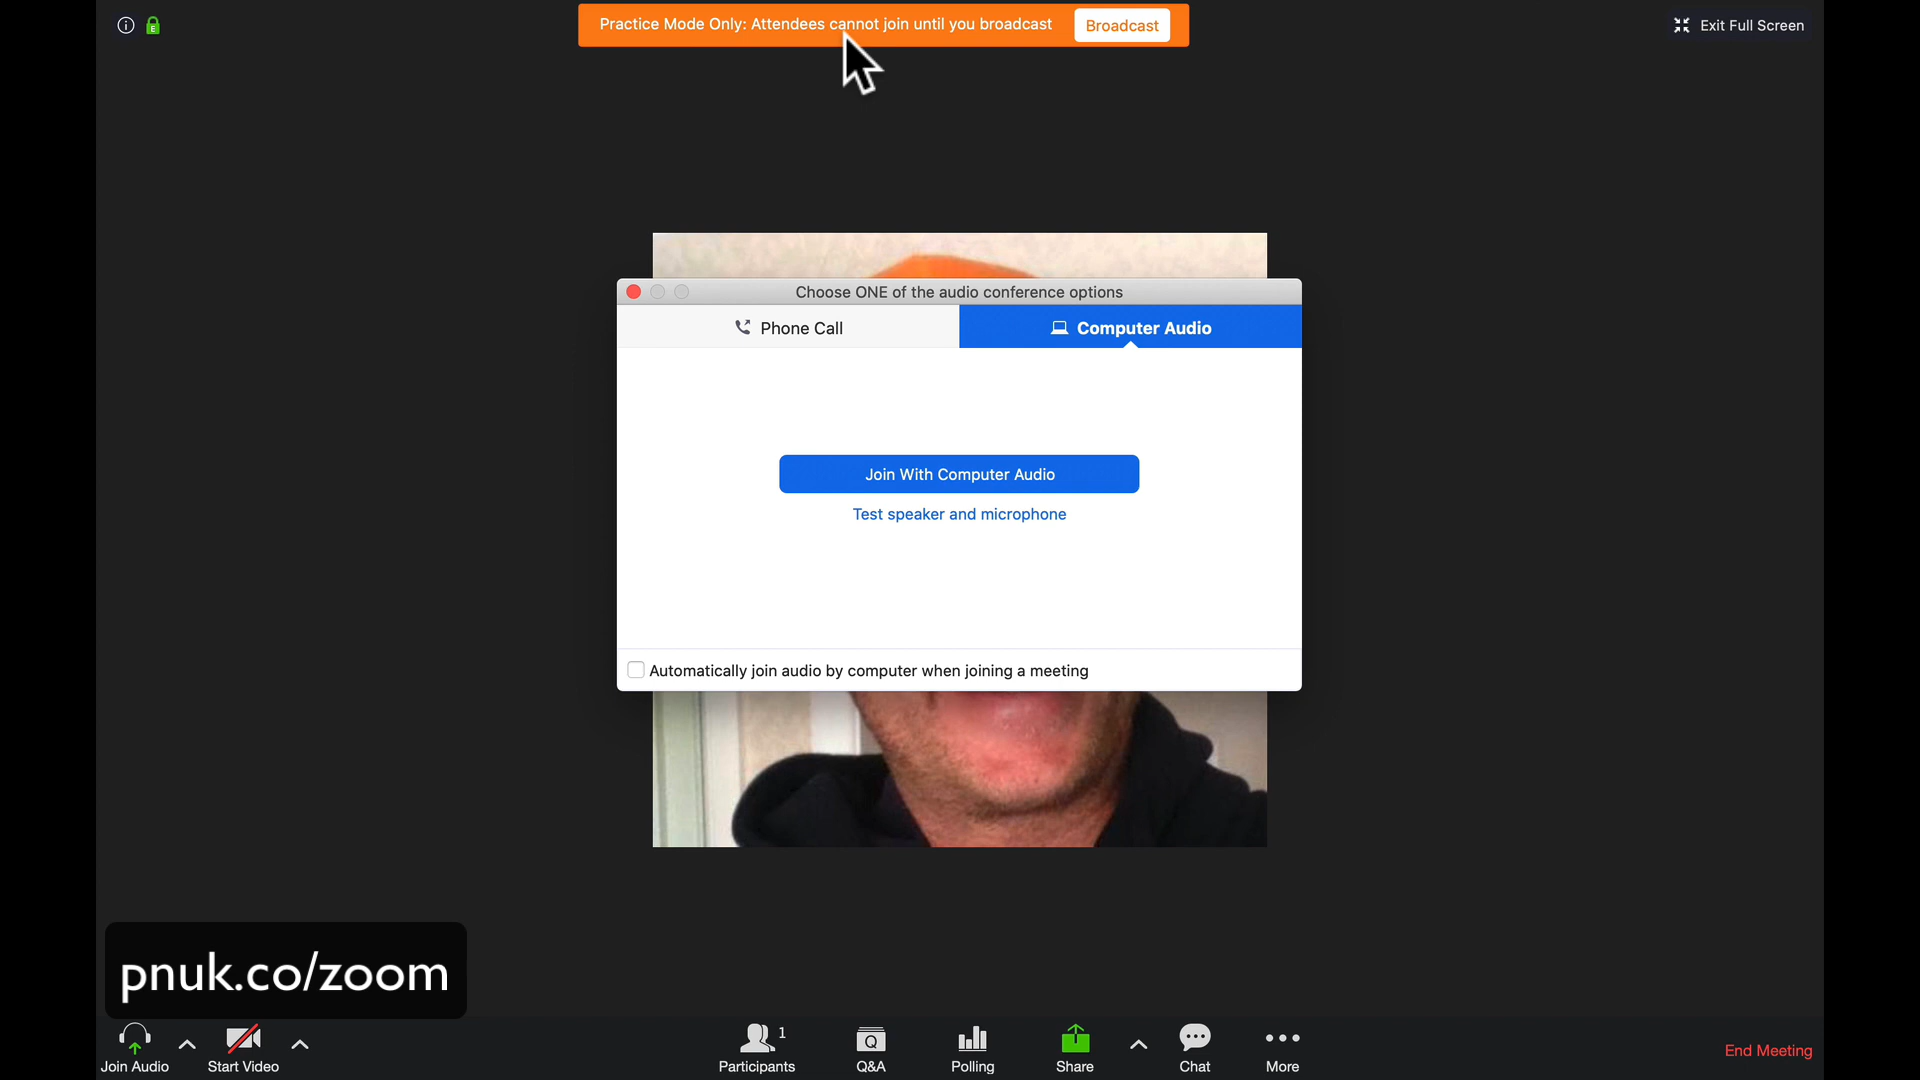 Practice Mode Only: Attendees cannot join until you broadcast
Broadcast
Exit Full Screen
Choose ONE of the audio conference options
Phone Call
Computer Audio
Join With Computer Audio
Test speaker and microphone
Automatically join audio by computer when joining a meeting
pnuk.co/zoom
Join Audio
Start Video
1
Participants
Q
Q&A
Polling
Share
Chat
More
End Meeting